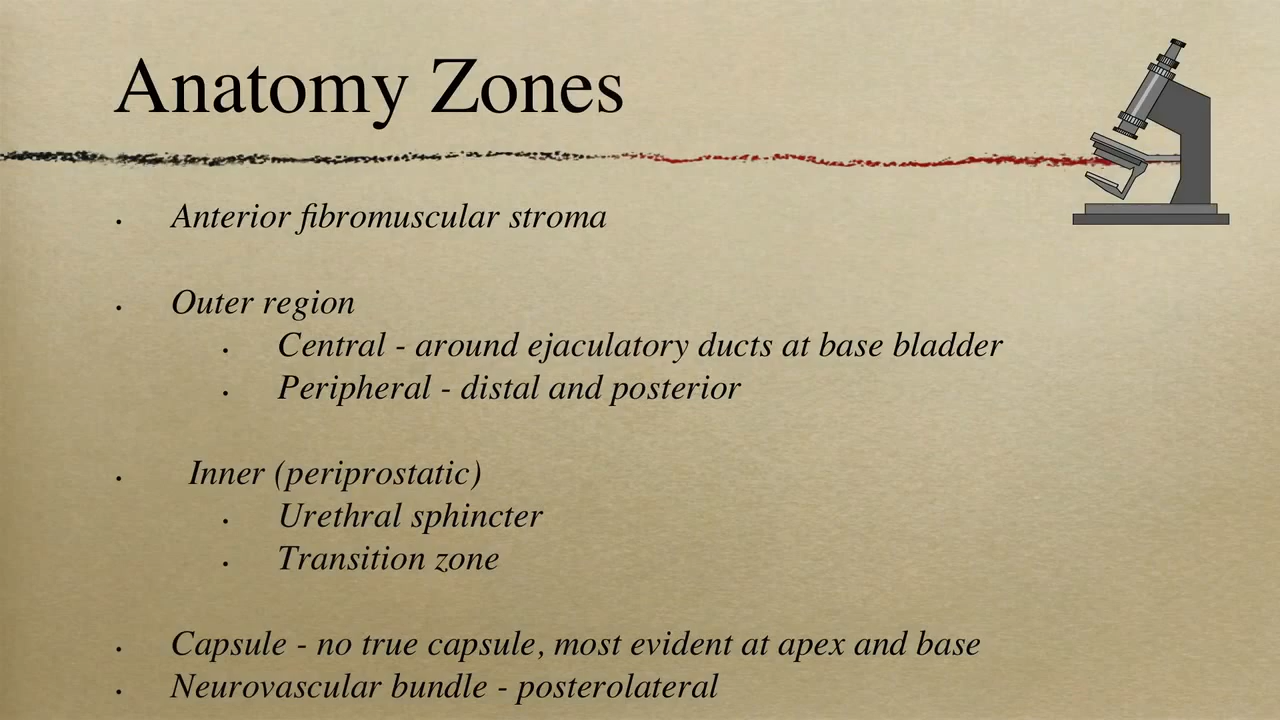 Anatomy Zones
• Anterior fibromuscular stroma
• Outer region
• Central - around ejaculatory ducts at base bladder
• Peripheral - distal and posterior
• Inner (periprostatic)
• Urethral sphincter
• Transition zone
• Capsule - no true capsule, most evident at apex and base
• Neurovascular bundle - posterolateral